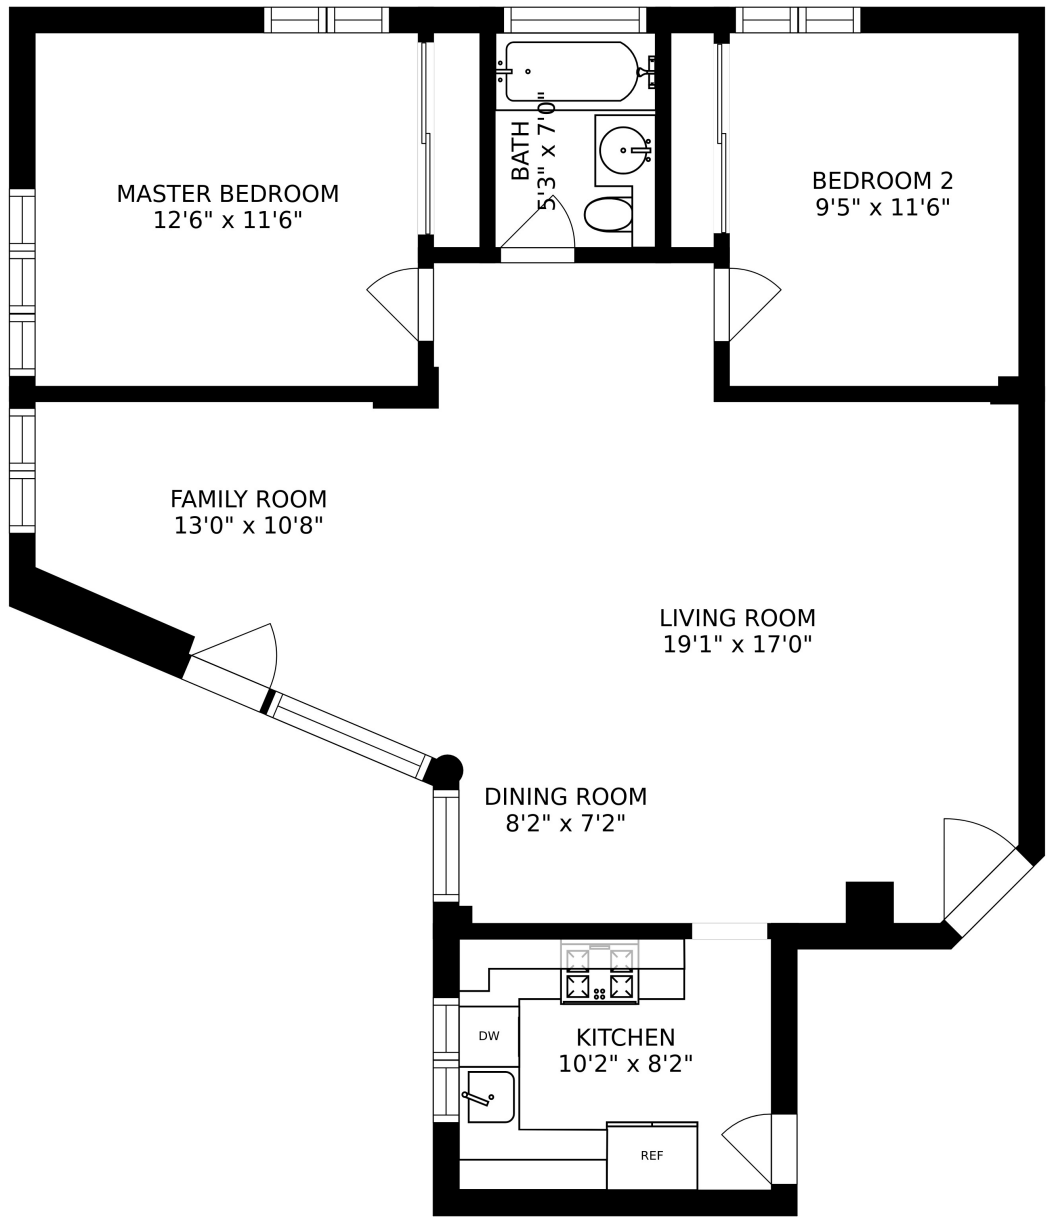 MASTER BEDROOM
12'6" x 11'6"
BATH
5'3" x 7'0"
BEDROOM 2
9'5" x 11'6"
FAMILY ROOM
13'0" x 10'8"
LIVING ROOM
19'1" x 17'0"
DINING ROOM
8'2" x 7'2"
KITCHEN
10'2" x 8'2"
DW
REF